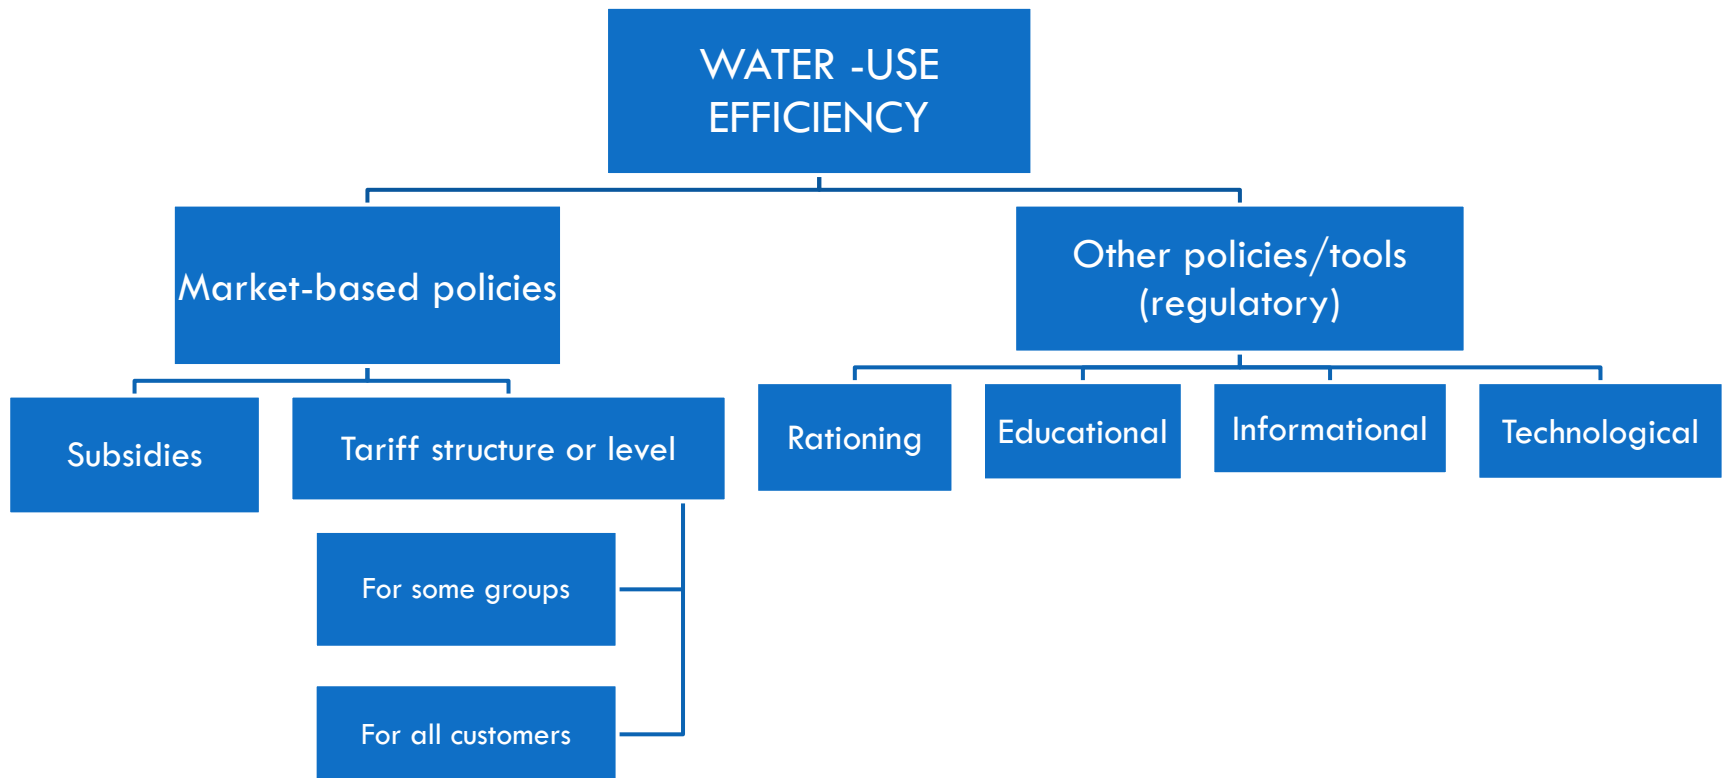 WATER -USE
EFFICIENCY
Market-based policies
Other policies/tools
(regulatory)
Subsidies
Tariff structure or level
Rationing
Educational
Informational
Technological
For some groups
For all customers